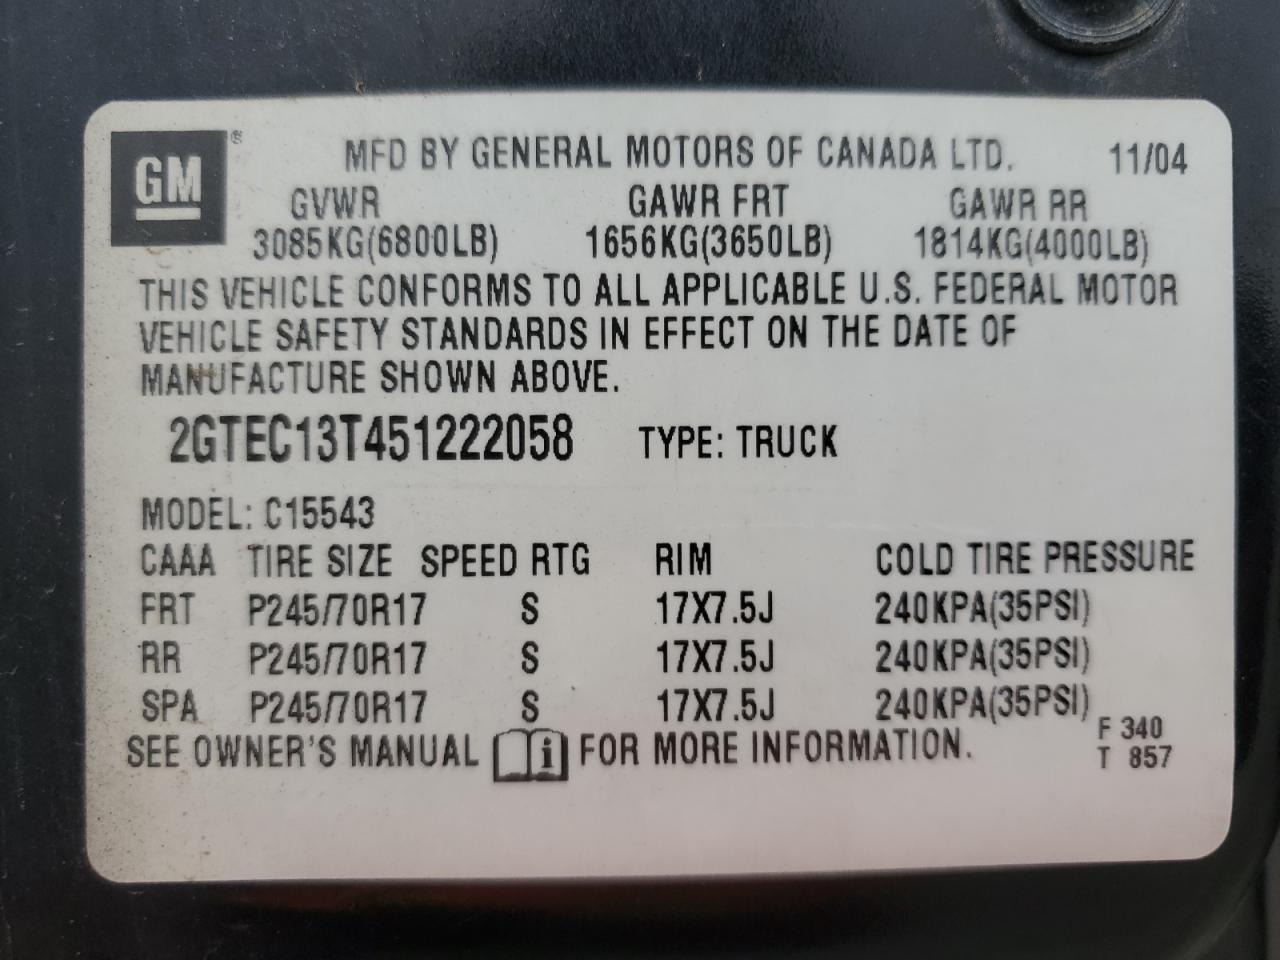 GM ®
MFD BY GENERAL MOTORS OF CANADA LTD. 11/04
GVWR GAWR FRT GAWR RR
3085KG(6800LB) 1656KG(3650LB) 1814KG(4000LB)
THIS VEHICLE CONFORMS TO ALL APPLICABLE U.S. FEDERAL MOTOR
VEHICLE SAFETY STANDARDS IN EFFECT ON THE DATE OF
MANUFACTURE SHOWN ABOVE.
2GTEC13T451222058 TYPE: TRUCK
MODEL: C15543
CAAA TIRE SIZE SPEED RTG RIM COLD TIRE PRESSURE
FRT P245/70R17 S 17X7.5J 240KPA(35PSI)
RR P245/70R17 S 17X7.5J 240KPA(35PSI)
SPA P245/70R17 S 17X7.5J 240KPA(35PSI)
SEE OWNER'S MANUAL i FOR MORE INFORMATION.
F 340
T 857